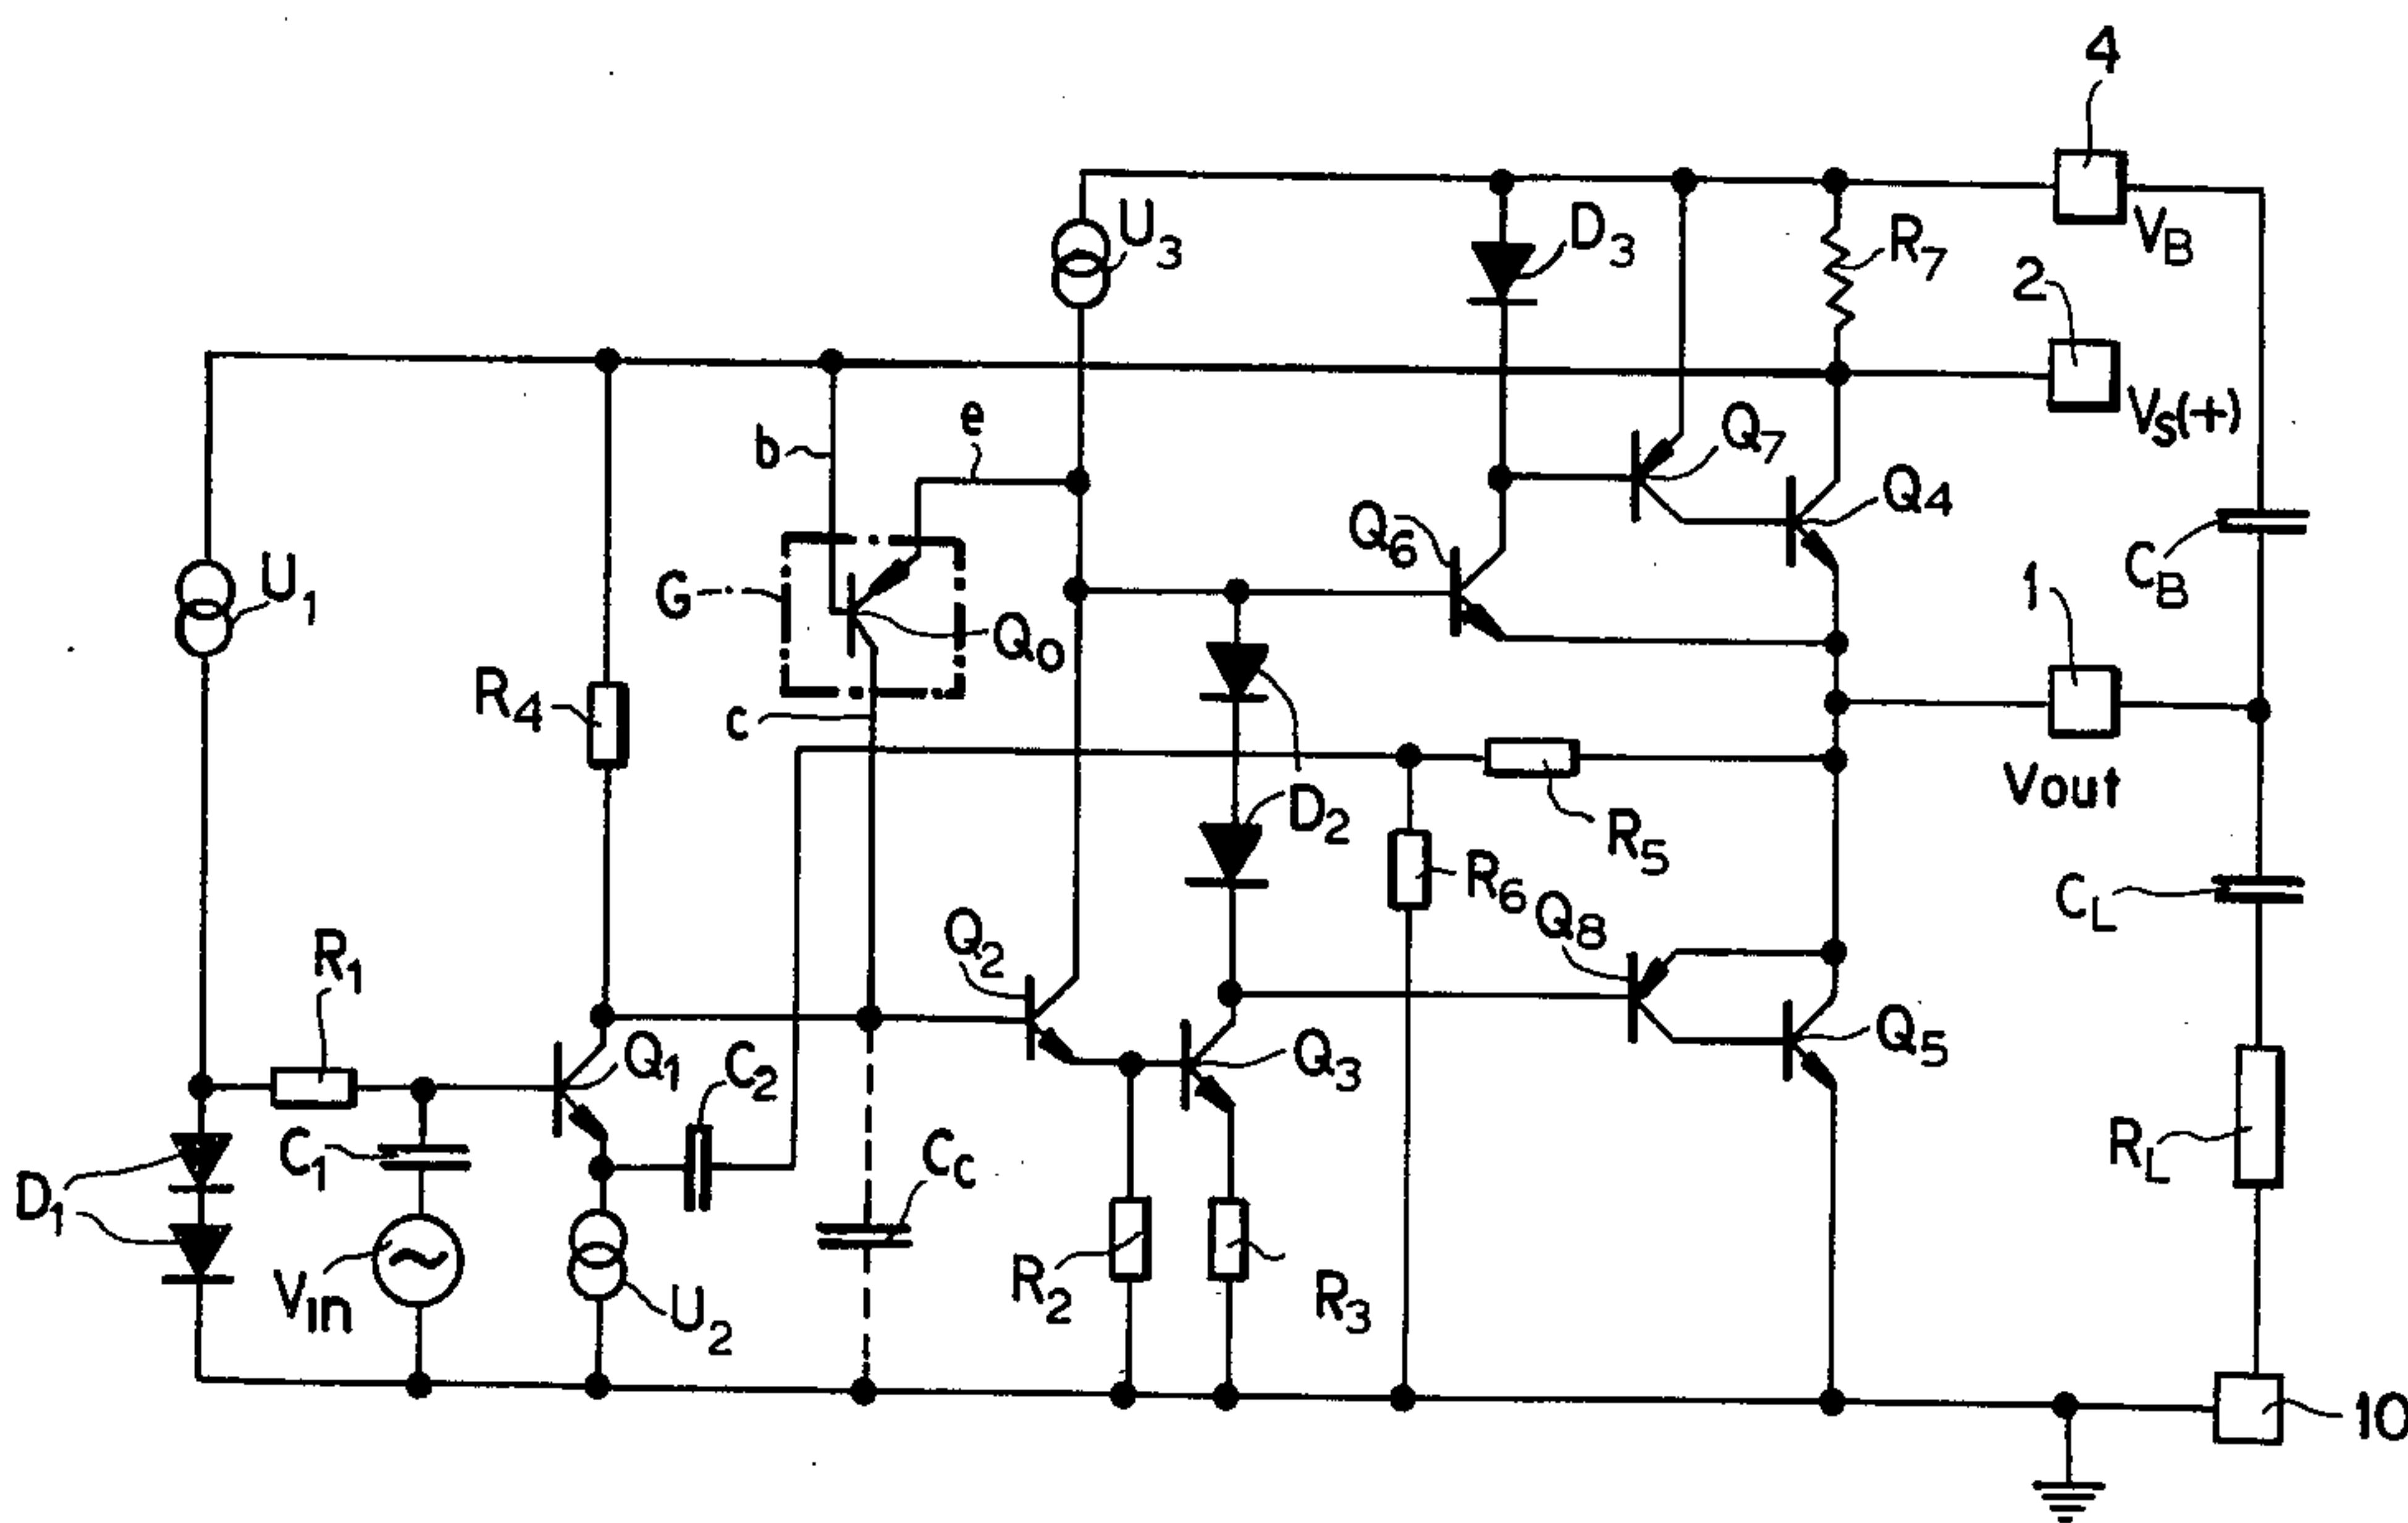 4
U3
D3
R7
VB
2
VS(+)
e
b
Q7
Q4
Q6
CB
U1
G
Q0
1
R4
c
Vout
D2
R5
R6
Q8
CL
Q2
R1
Q1
C2
Q3
Q5
C1
CC
RL
D1
Vin
U2
R2
R3
10